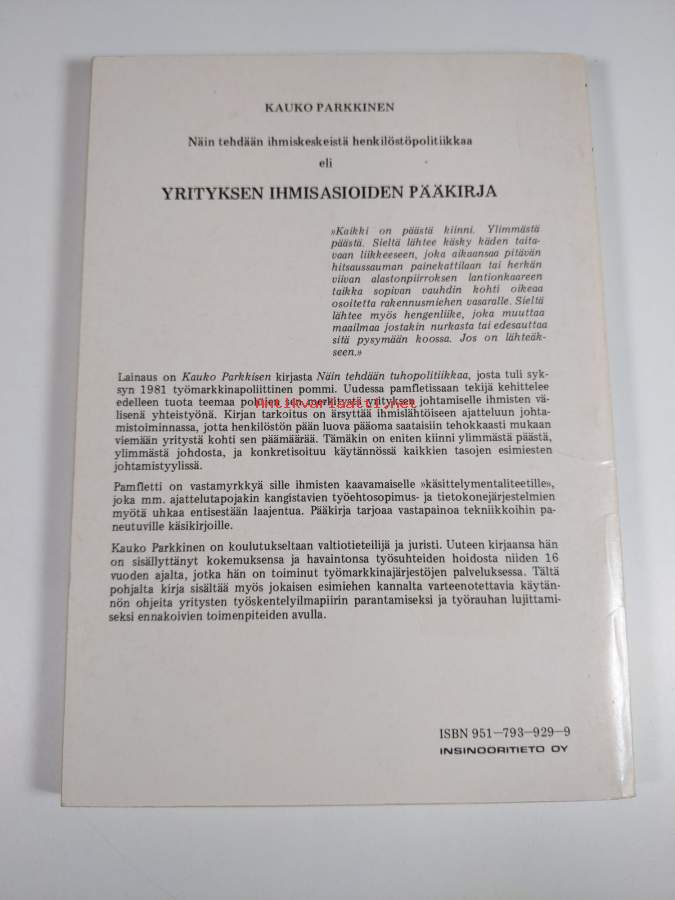 KAUKO PARKKINEN
Näin tehdään ihmiskeskeistä henkilöstöpolitiikkaa
eli
YRITYKSEN IHMISASIOIDEN PÄÄKIRJA
»Kaikki on päästä kiinni. Ylimmästä
päästä. Sieltä lähtee käsky käden taita-
vaan liikkeeseen, joka aikaansaa pitävän
hitsaussauman painekattilaan tai herkän
viivan alastonpiirroksen lantionkaareen
taikka sopivan vauhdin kohti oikeaa
osoitetta rakennusmiehen vasaralle. Sieltä
lähtee myös hengenliike, joka muuttaa
maailmaa jostakin nurkasta tai edesauttaa
sitä pysymään koossa. Jos on lähteäk-
seen.»
Lainaus on Kauko Parkkisen kirjasta Näin tehdään tuhopolitiikkaa, josta tuli syk-
syn 1981 työmarkkinapoliittinen pommi. Uudessa pamfletissaan tekijä kehittelee
edelleen tuota teemaa pohtien sen merkitystä yrityksen johtamiselle ihmisten vä-
Antikvariaatti.net
lisenä yhteistyönä. Kirjan tarkoitus on ärsyttää ihmislähtöiseen ajatteluun johta-
mistoiminnassa, jotta henkilöstön pään luova pääoma saataisiin tehokkaasti mukaan
viemään yritystä kohti sen päämäärää. Tämäkin on eniten kiinni ylimmästä päästä,
ylimmästä johdosta, ja konkretisoituu käytännössä kaikkien tasojen esimiesten
johtamistyylissä.
Pamfletti on vastamyrkkyä sille ihmisten kaavamaiselle »käsittelymentaliteetille»,
joka mm. ajattelutapojakin kangistavien työehtosopimus- ja tietokonejärjestelmien
myötä uhkaa entisestään laajentua. Pääkirja tarjoaa vastapainoa tekniikkoihin pa-
neutuville käsikirjoille.
Kauko Parkkinen on koulutukseltaan valtiotieteilijä ja juristi. Uuteen kirjaansa hän
on sisällyttänyt kokemuksensa ja havaintonsa työsuhteiden hoidosta niiden 16
vuoden ajalta, jotka hän on toiminut työmarkkinajärjestöjen palveluksessa. Tältä
pohjalta kirja sisältää myös jokaisen esimiehen kannalta varteenotettavia käytän-
nön ohjeita yritysten työskentelyilmapiirin parantamiseksi ja työrauhan lujittami-
seksi ennakoivien toimenpiteiden avulla.
ISBN 951—793—929—9
INSINÖÖRITIETO OY